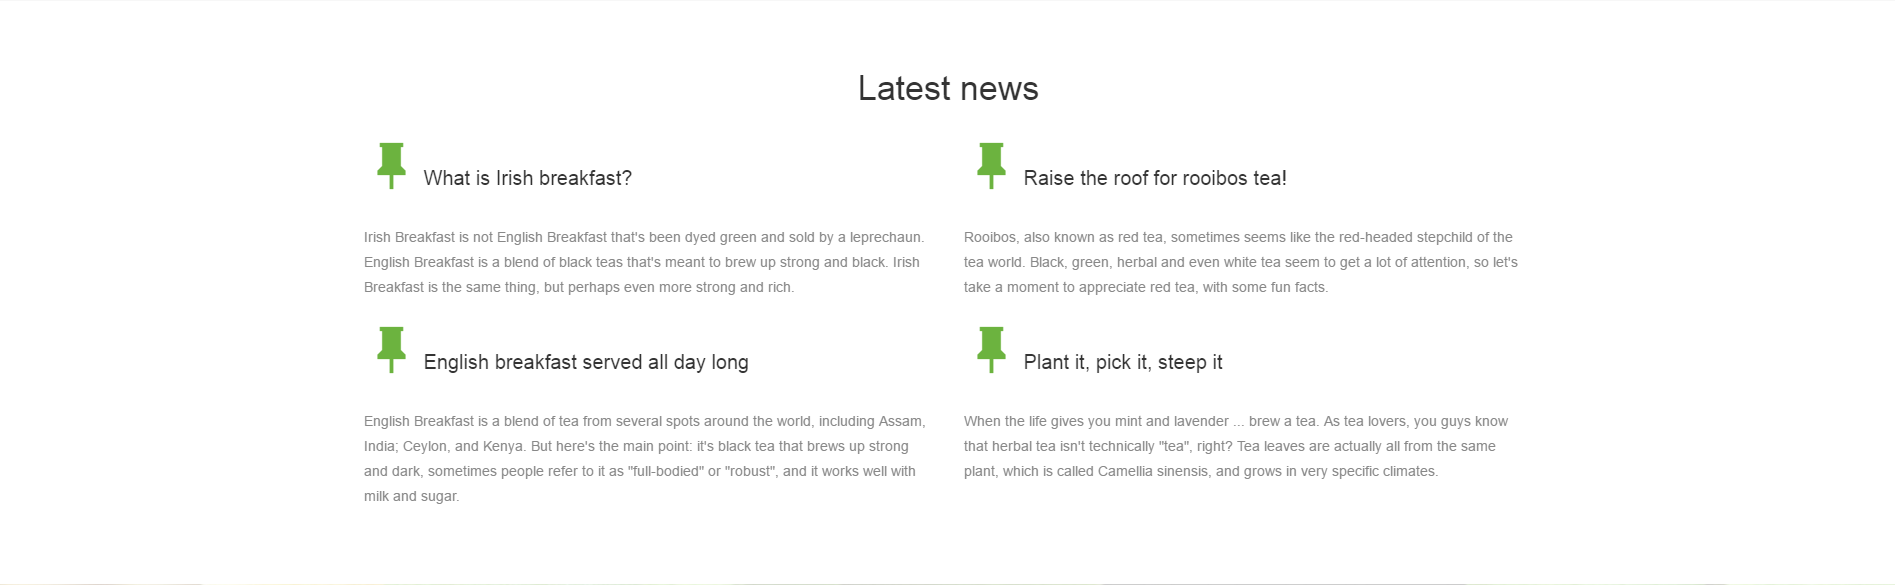 Latest news
What is Irish breakfast?
Irish Breakfast is not English Breakfast that's been dyed green and sold by a leprechaun.
English Breakfast is a blend of black teas that's meant to brew up strong and black. Irish
Breakfast is the same thing, but perhaps even more strong and rich.
Raise the roof for rooibos tea!
Rooibos, also known as red tea, sometimes seems like the red-headed stepchild of the
tea world. Black, green, herbal and even white tea seem to get a lot of attention, so let's
take a moment to appreciate red tea, with some fun facts.
English breakfast served all day long
English Breakfast is a blend of tea from several spots around the world, including Assam,
India; Ceylon, and Kenya. But here's the main point: it's black tea that brews up strong
and dark, sometimes people refer to it as "full-bodied" or "robust", and it works well with
milk and sugar.
Plant it, pick it, steep it
When the life gives you mint and lavender ... brew a tea. As tea lovers, you guys know
that herbal tea isn't technically "tea", right? Tea leaves are actually all from the same
plant, which is called Camellia sinensis, and grows in very specific climates.